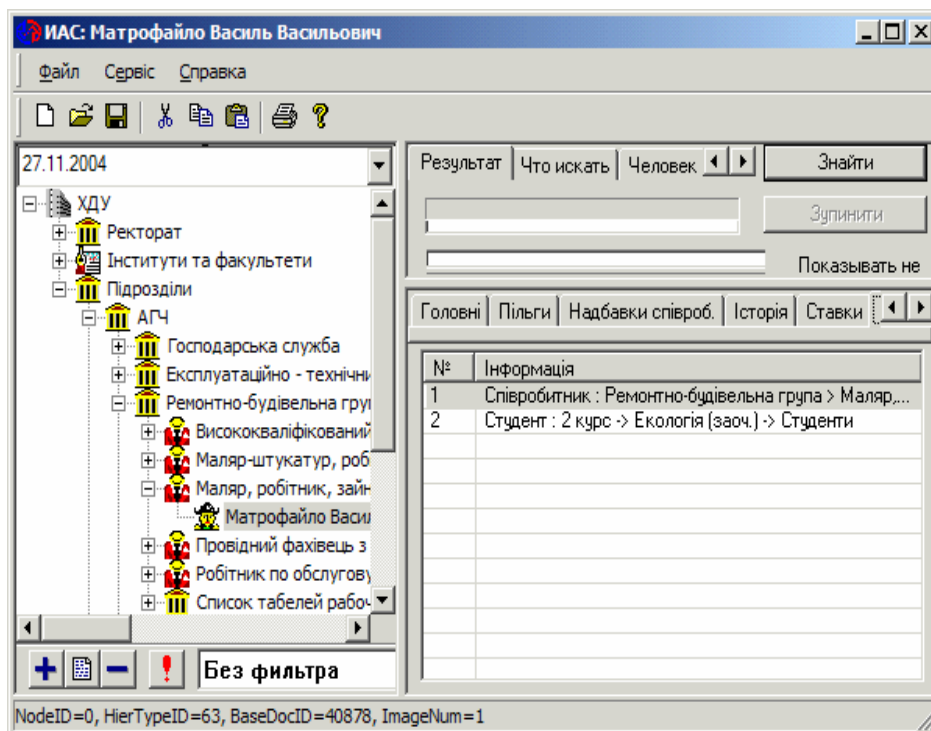 ИАС: Матрофайло Василь Васильович
Файл Сервіс Справка
27.11.2004
ХДУ
Ректорат
Інститути та факультети
Підрозділи
АГЧ
Господарська служба
Експлуатаційно - технічни
Ремонтно-будівельна гру
Висококваліфікований
Маляр-штукатур, роб
Маляр, робітник, зайн
Матрофайло Васил
Провідний фахівець з
Робітник по обслугову
Список табелей рабоч
Без фильтра
Результат Что искать Человек Знайти
Зупинити
Показывать не
Головні Пільги Надбавки співроб. Історія Ставки
№ Інформація
1 Співробитник : Ремонтно-будівельна група > Маляр,...
2 Студент : 2 курс -> Екологія (заоч.) -> Студенти
NodeID=0, HierTypeID=63, BaseDocID=40878, ImageNum=1